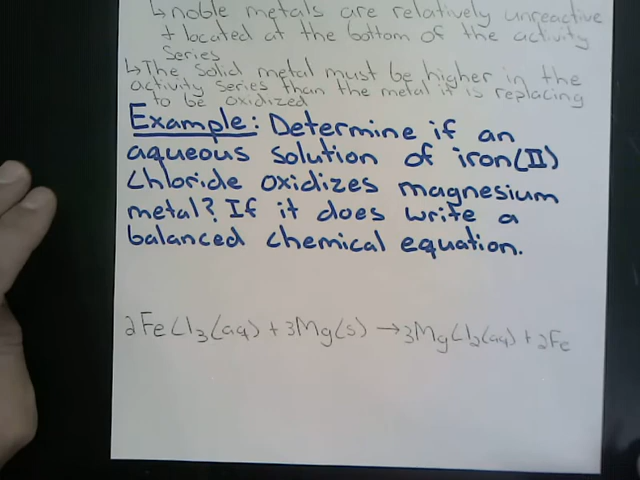 ↳noble metals are relatively unreactive
+ located at the bottom of the activity
Series
↳The Solid metal must be higher in the
activity series than the metal it is replacing
to be oxidized
Example: Determine if an
aqueous solution of iron(II)
Chloride oxidizes magnesium
metal? If it does write a
balanced chemical equation.
2FeCl₃(aq) + 3Mg(s) → 3MgCl₂(aq) + 2Fe